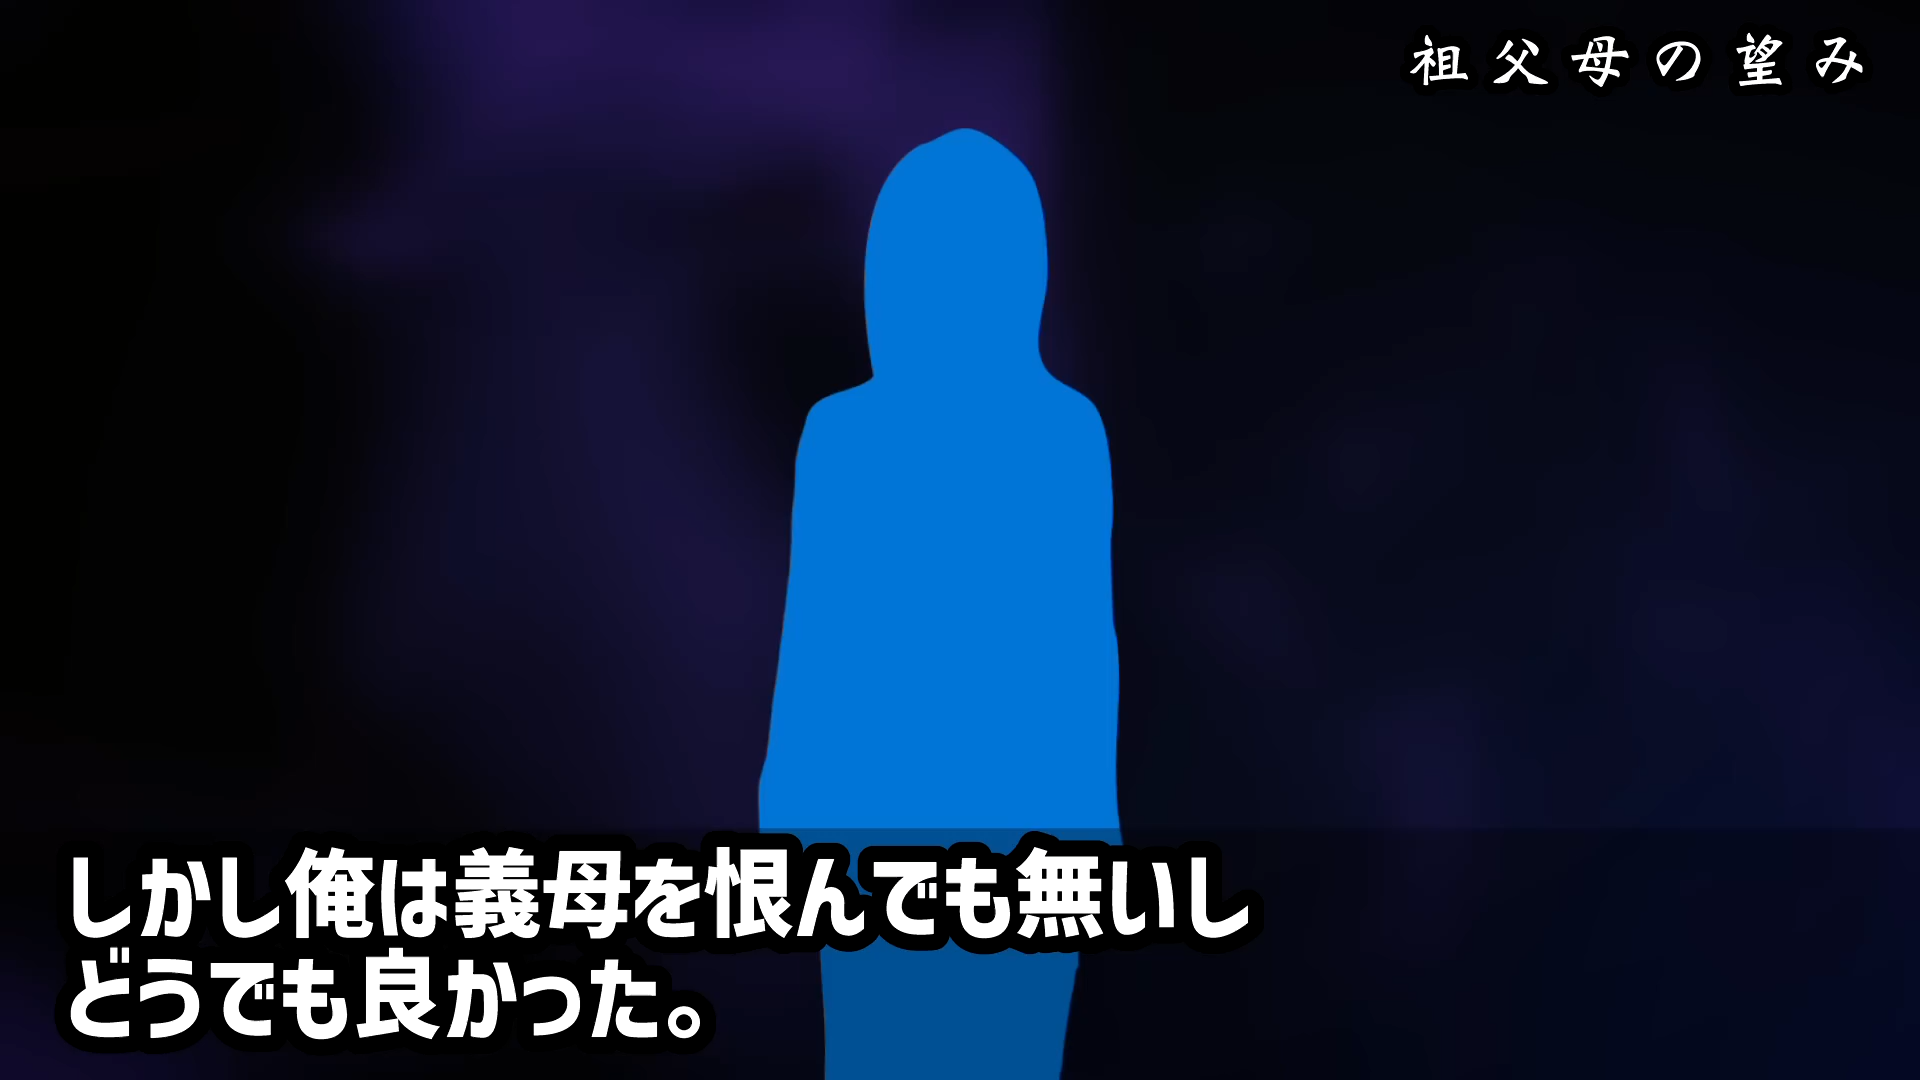 祖父母の望み
しかし俺は義母を恨んでも無いし
どうでも良かった。